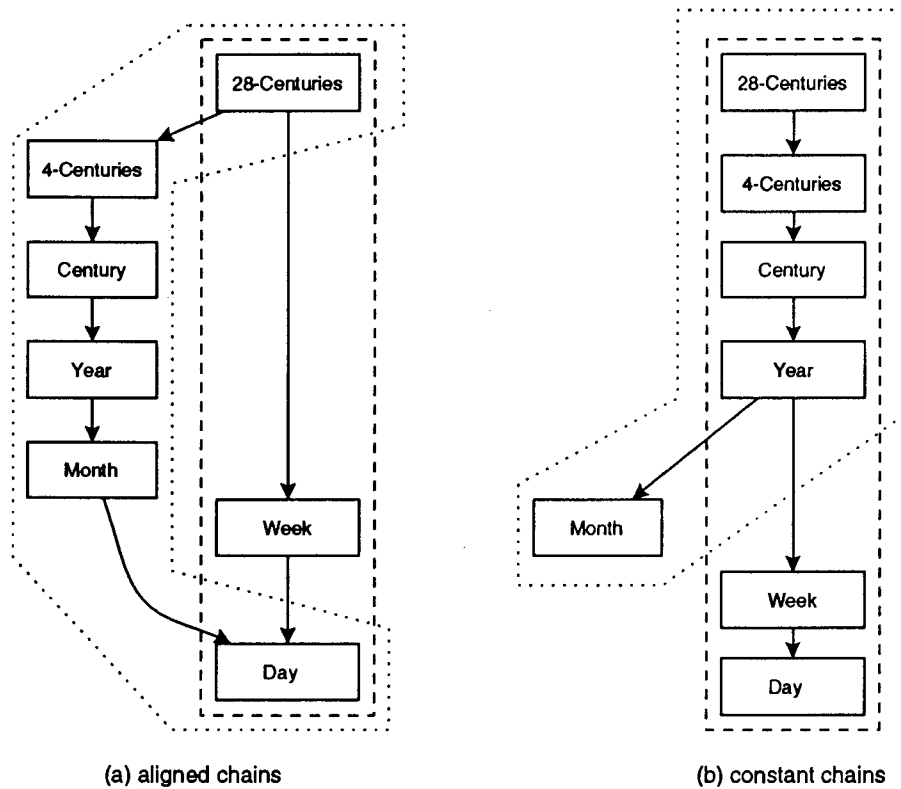 28-Centuries
4-Centuries
Century
Year
Month
Week
Day
(a) aligned chains
28-Centuries
4-Centuries
Century
Year
Month
Week
Day
(b) constant chains